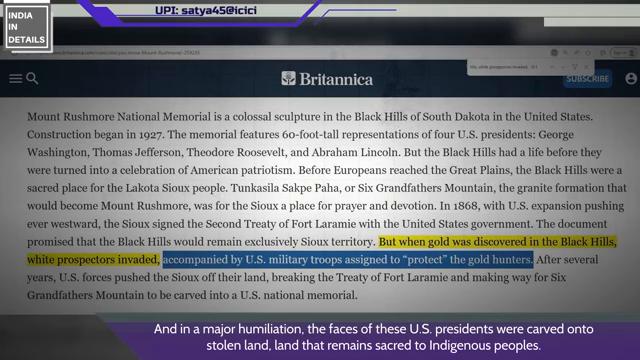 INDIA
IN
DETAILS
UPI: satya45@icici
Britannica
SUBSCRIBE
Mount Rushmore National Memorial is a colossal sculpture in the Black Hills of South Dakota in the United States.
Construction began in 1927. The memorial features 60-foot-tall representations of four U.S. presidents: George
Washington, Thomas Jefferson, Theodore Roosevelt, and Abraham Lincoln. But the Black Hills had a life before they
were turned into a celebration of American patriotism. Before Europeans reached the Great Plains, the Black Hills were a
sacred place for the Lakota Sioux people. Tunkasila Sakpe Paha, or Six Grandfathers Mountain, the granite formation that
would become Mount Rushmore, was for the Sioux a place for prayer and devotion. In 1868, with U.S. expansion pushing
ever westward, the Sioux signed the Second Treaty of Fort Laramie with the United States government. The document
promised that the Black Hills would remain exclusively Sioux territory. But when gold was discovered in the Black Hills,
white prospectors invaded, accompanied by U.S. military troops assigned to “protect” the gold hunters. After several
years, U.S. forces pushed the Sioux off their land, breaking the Treaty of Fort Laramie and making way for Six
Grandfathers Mountain to be carved into a U.S. national memorial.
And in a major humiliation, the faces of these U.S. presidents were carved onto
stolen land, land that remains sacred to Indigenous peoples.